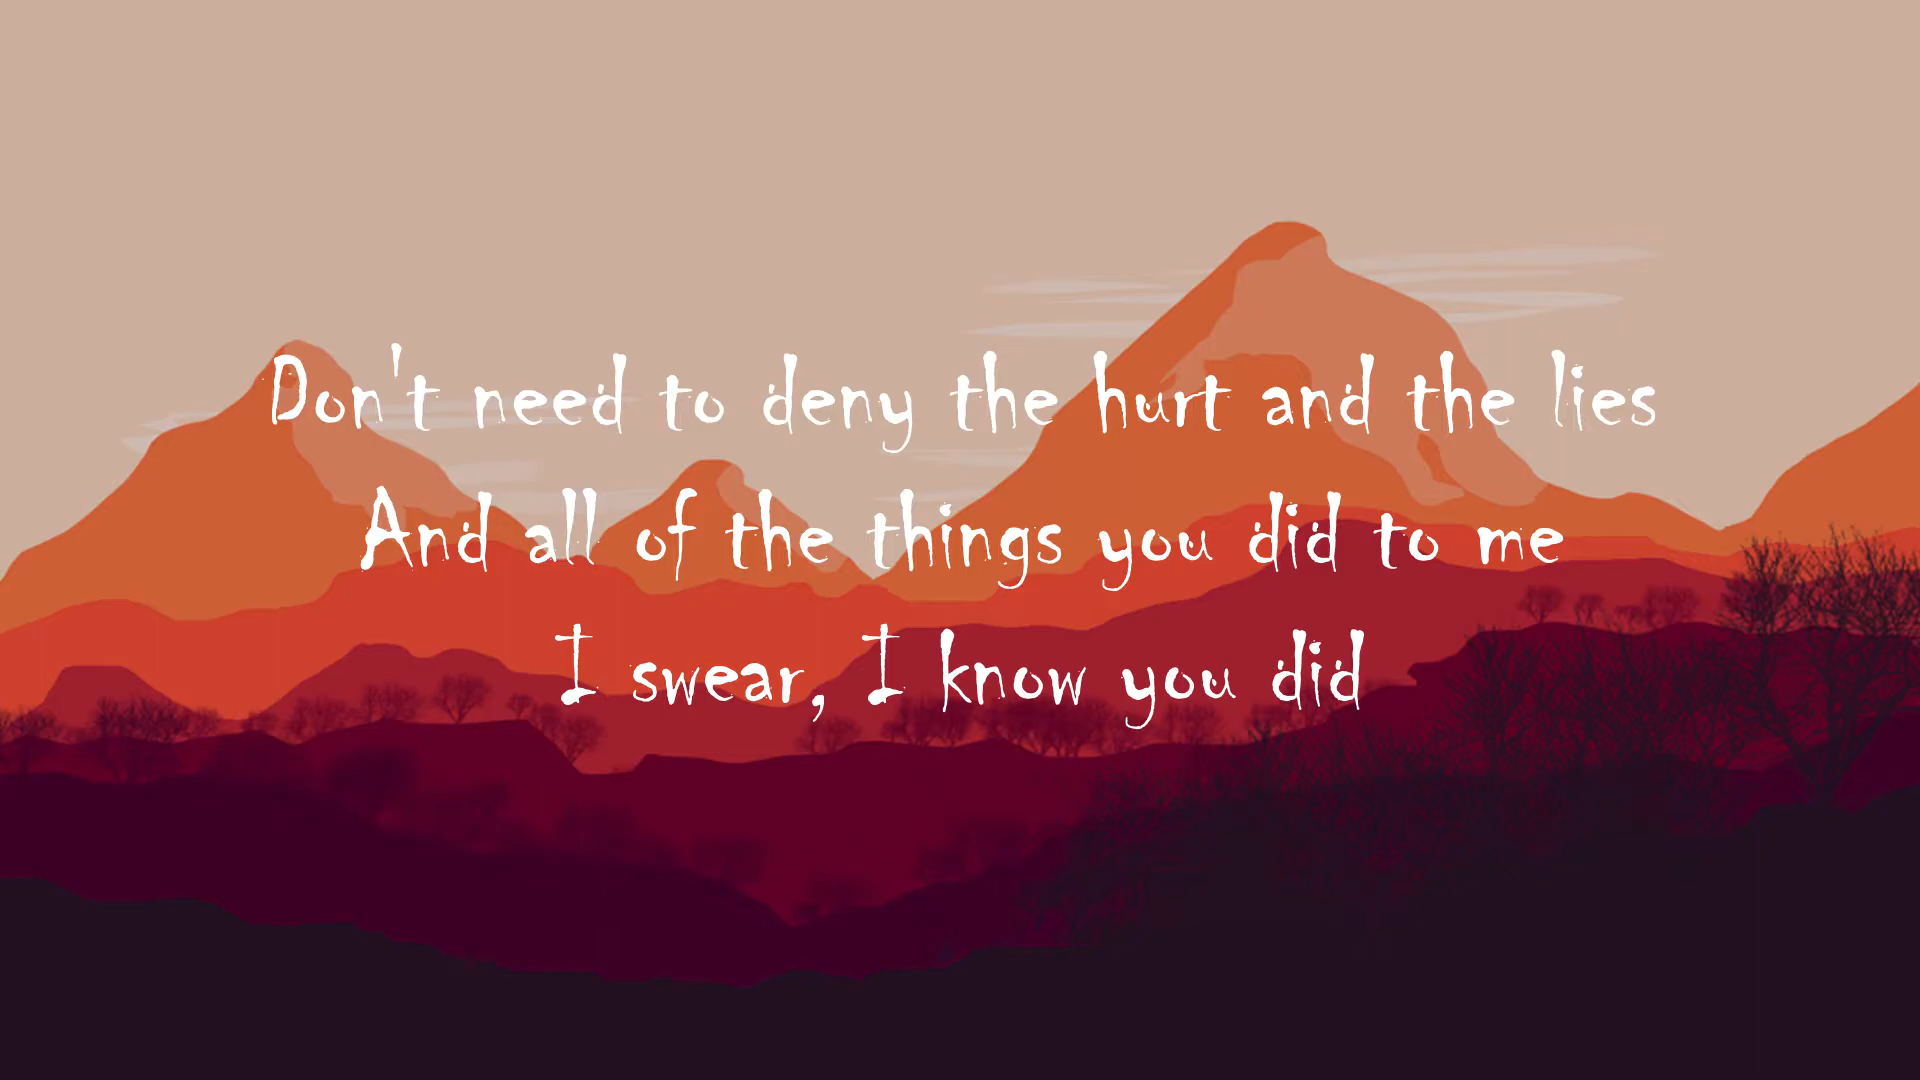 Don't need to deny the hurt and the lies
And all of the things you did to me
I swear, I know you did